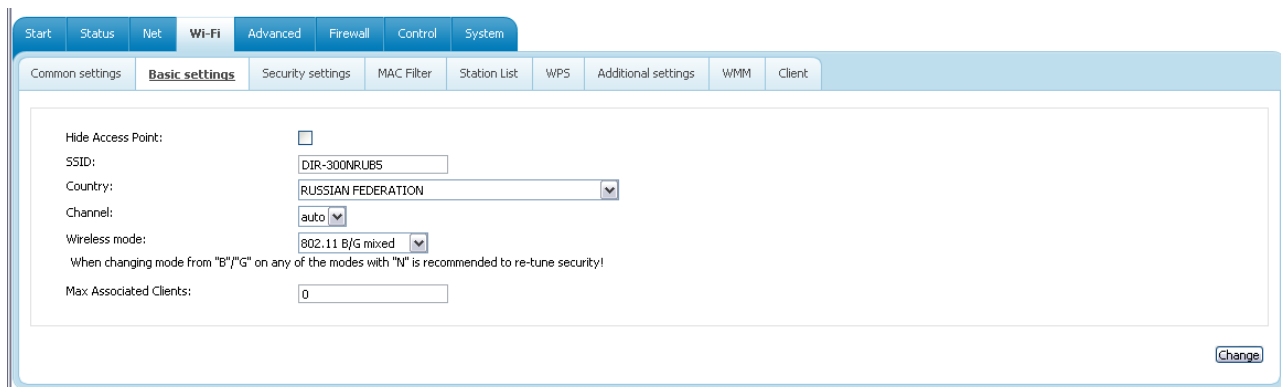 Start Status Net Wi-Fi Advanced Firewall Control System
Common settings Basic settings Security settings MAC Filter Station List WPS Additional settings WMM Client
Hide Access Point:
SSID: DIR-300NRUB5
Country: RUSSIAN FEDERATION
Channel: auto
Wireless mode: 802.11 B/G mixed
When changing mode from "B"/"G" on any of the modes with "N" is recommended to re-tune security!
Max Associated Clients: 0
Change